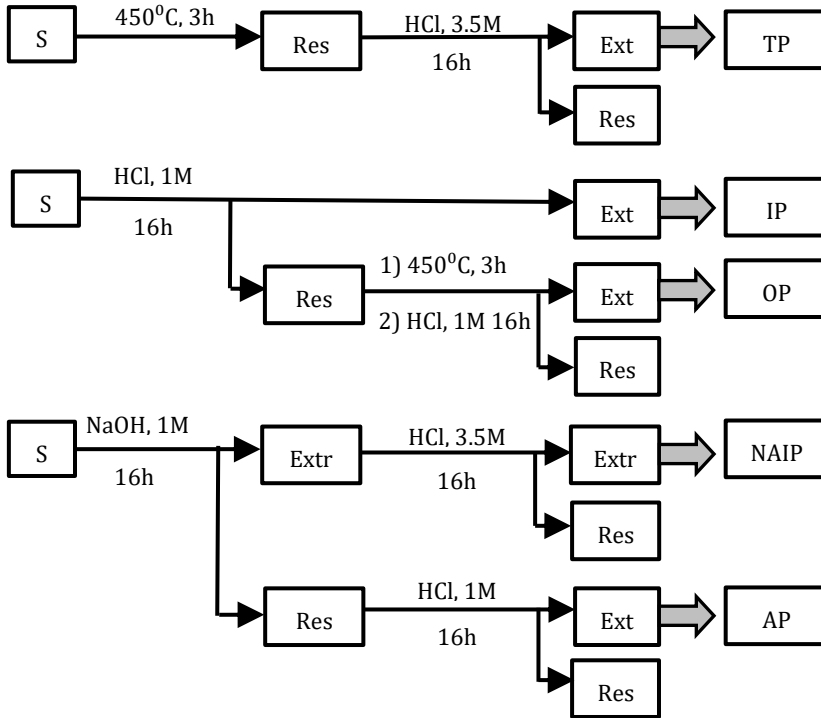 S 450⁰C, 3h Res HCl, 3.5M Ext TP
16h
Res
S HCl, 1M Ext IP
16h
Res 1) 450⁰C, 3h Ext OP
2) HCl, 1M 16h
Res
S NaOH, 1M Extr HCl, 3.5M Extr NAIP
16h 16h
Res
Res HCl, 1M Ext AP
16h
Res